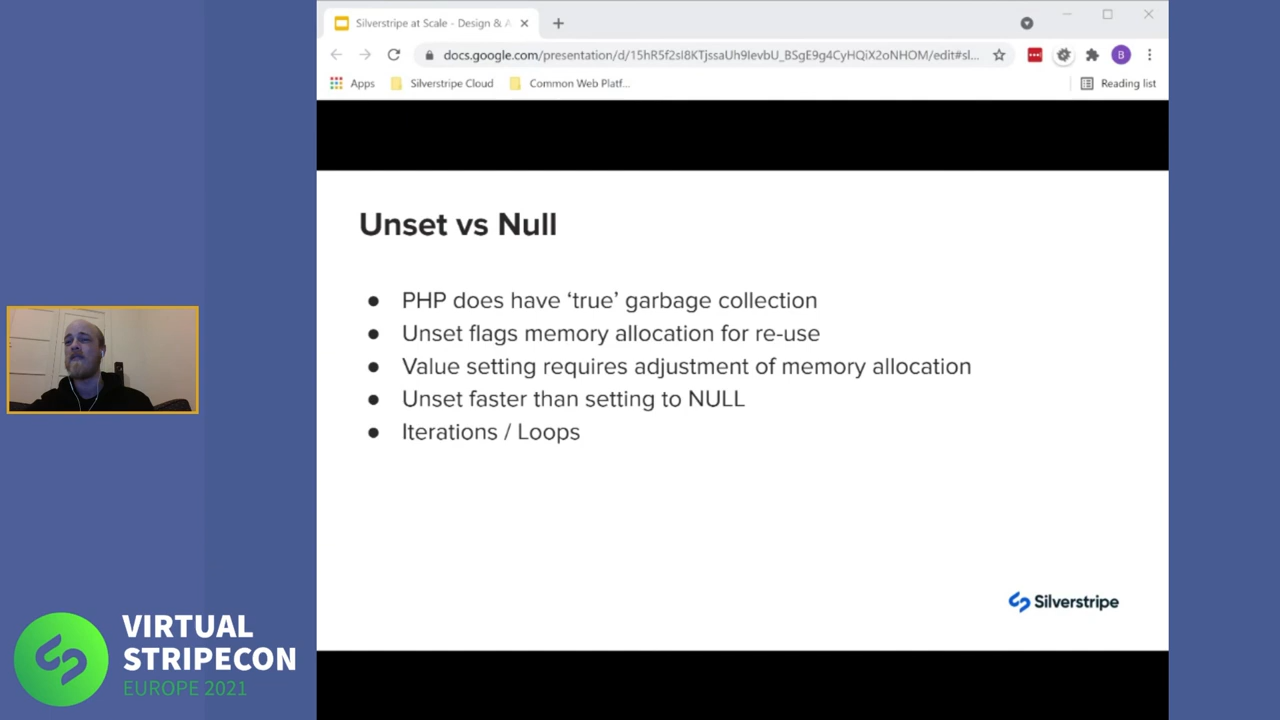 Silverstripe at Scale - Design & A
docs.google.com/presentation/d/15hR5f2sI8KTjssaUh9levbU_BSgE9g4CyHQiX2oNHOM/edit#sl...
B
Apps
Silverstripe Cloud
Common Web Platf...
Reading list
Unset vs Null
● PHP does have ‘true’ garbage collection
● Unset flags memory allocation for re-use
● Value setting requires adjustment of memory allocation
● Unset faster than setting to NULL
● Iterations / Loops
Silverstripe
VIRTUAL
STRIPECON
EUROPE 2021